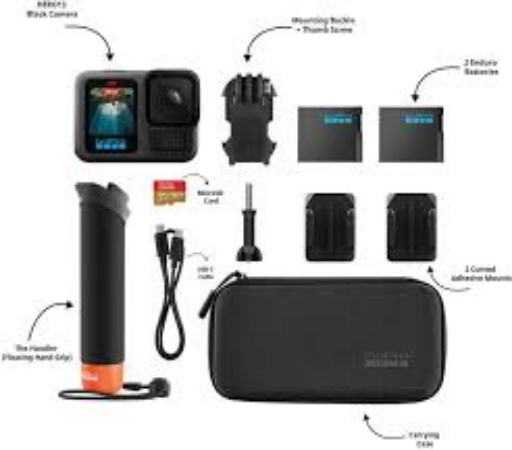 HERO13
Black Camera
Mounting Buckle
+ Thumb Screw
2 Enduro
Batteries
MicroSD
Card
USB-C
Cable
2 Curved
Adhesive Mounts
The Handler
(Floating Hand Grip)
Carrying
Case